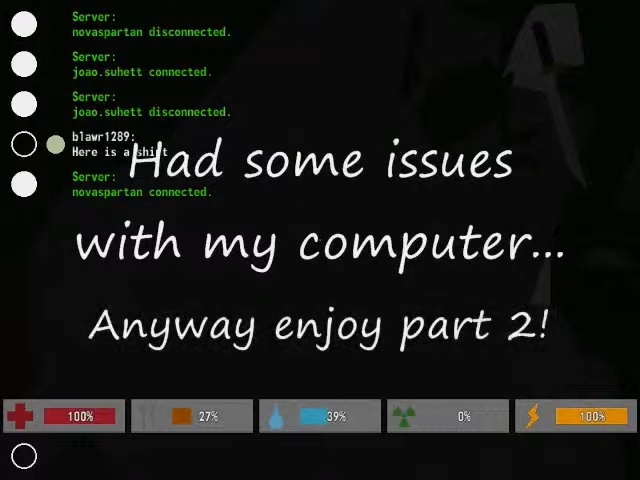 Server:
novaspartan disconnected.
Server:
joao.suhett connected.
Server:
joao.suhett disconnected.
blawr1289:
Here is a shirt
Server:
novaspartan connected.
Had some issues
with my computer...
Anyway enjoy part 2!
100%
27%
39%
0%
100%